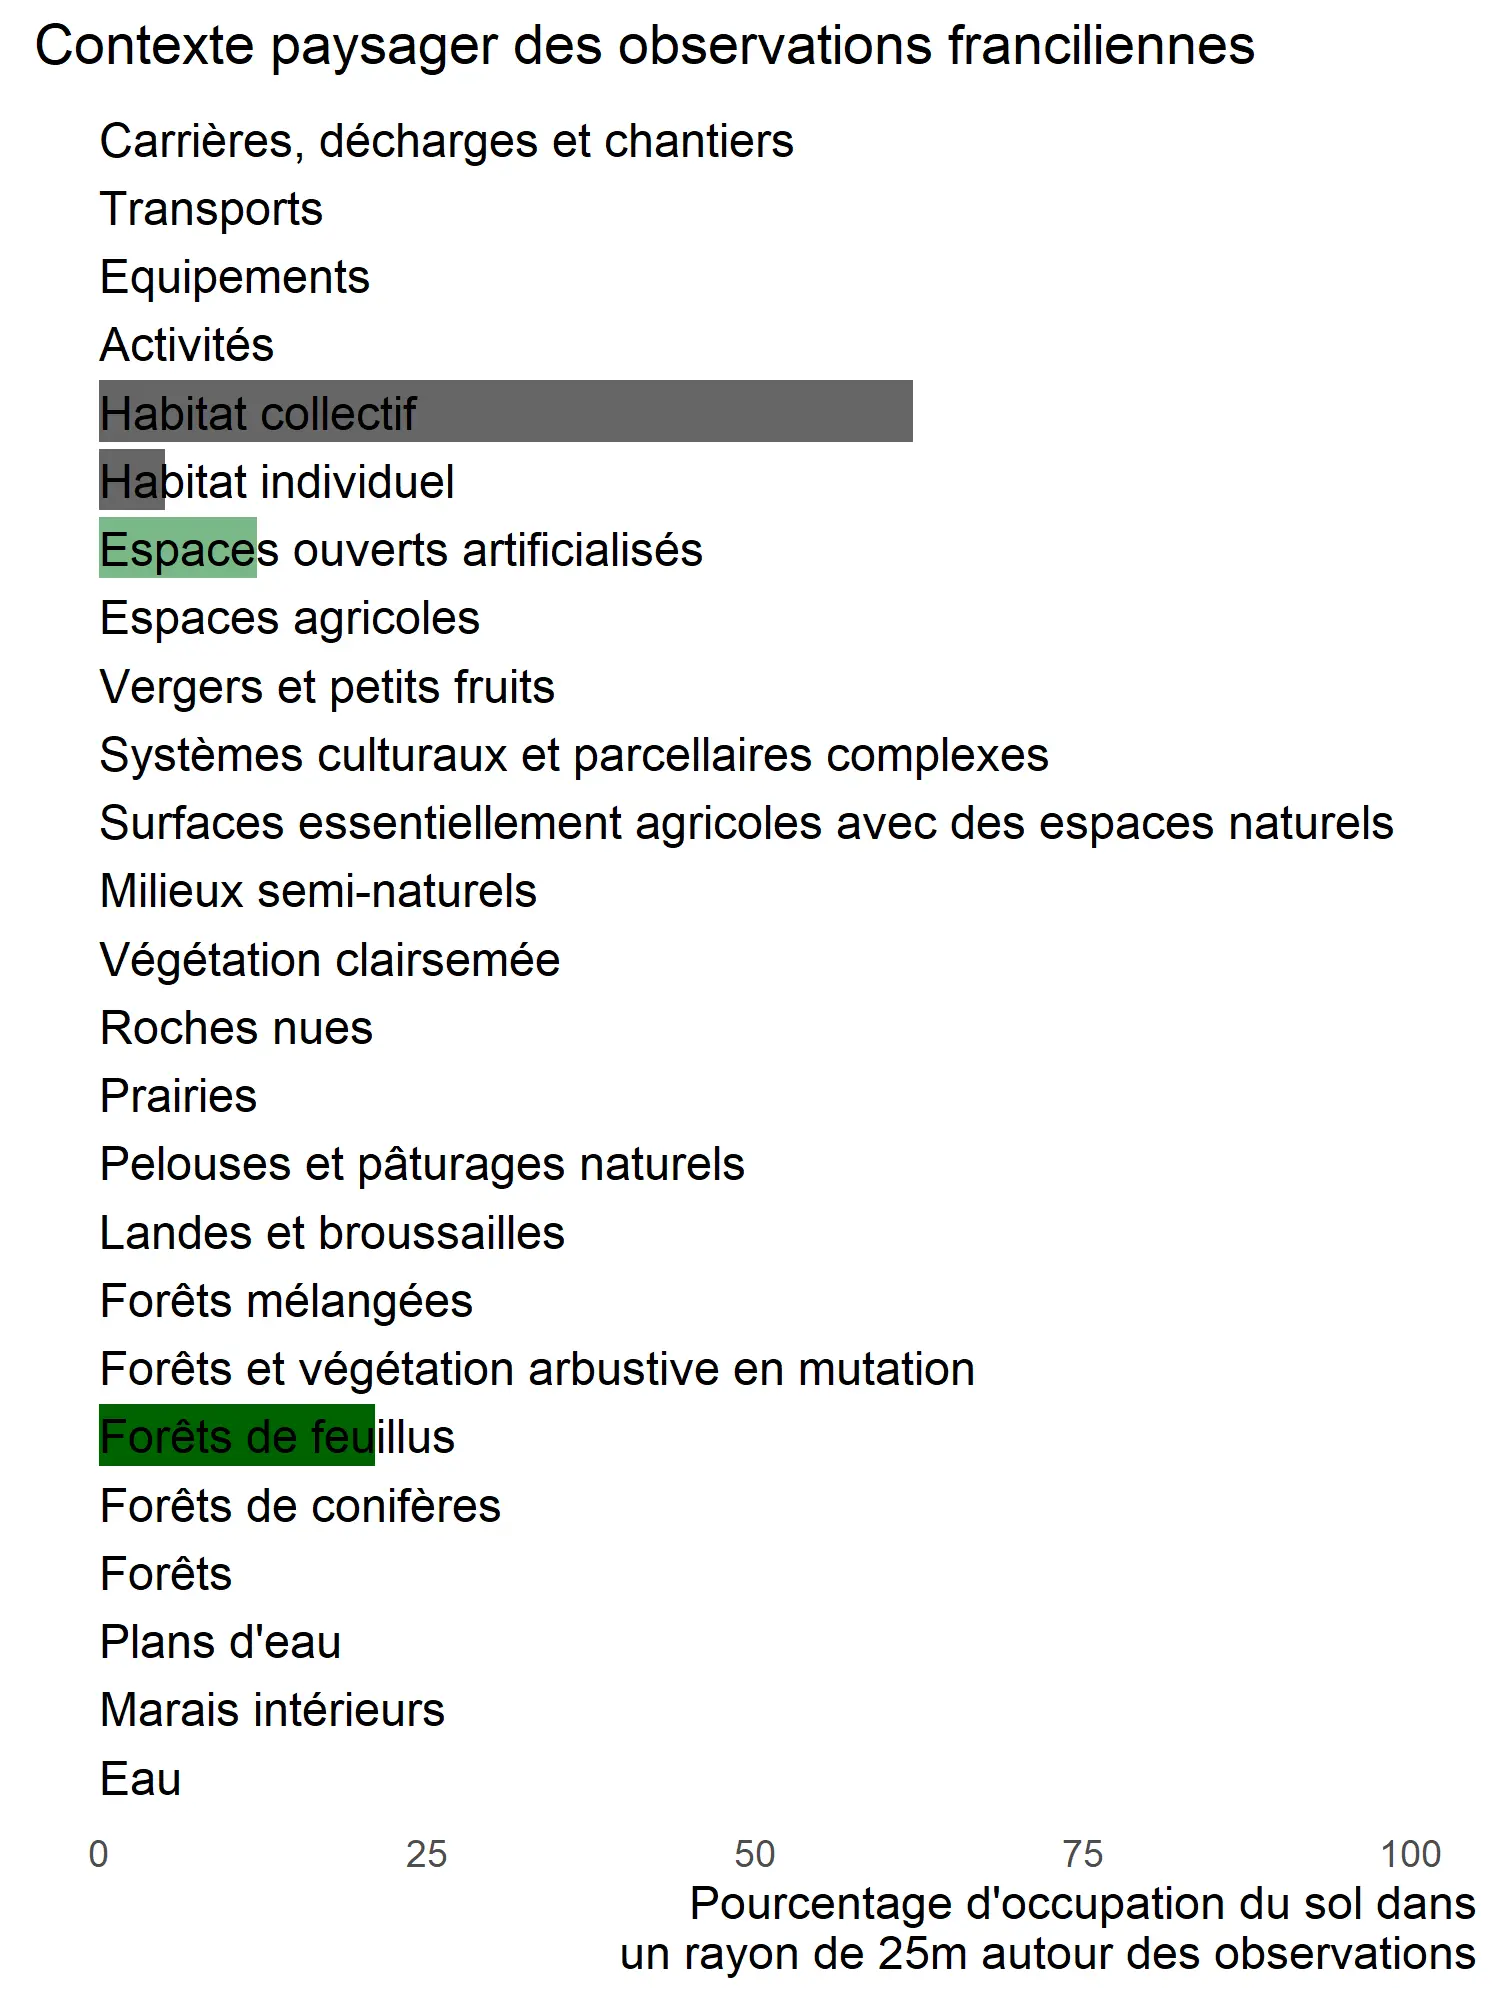 Contexte paysager des observations franciliennes
Carrières, décharges et chantiers
Transports
Equipements
Activités
Habitat collectif
Habitat individuel
Espaces ouverts artificialisés
Espaces agricoles
Vergers et petits fruits
Systèmes culturaux et parcellaires complexes
Surfaces essentiellement agricoles avec des espaces naturels
Milieux semi-naturels
Végétation clairsemée
Roches nues
Prairies
Pelouses et pâturages naturels
Landes et broussailles
Forêts mélangées
Forêts et végétation arbustive en mutation
Forêts de feuillus
Forêts de conifères
Forêts
Plans d'eau
Marais intérieurs
Eau
0 25 50 75 100
Pourcentage d'occupation du sol dans
un rayon de 25m autour des observations